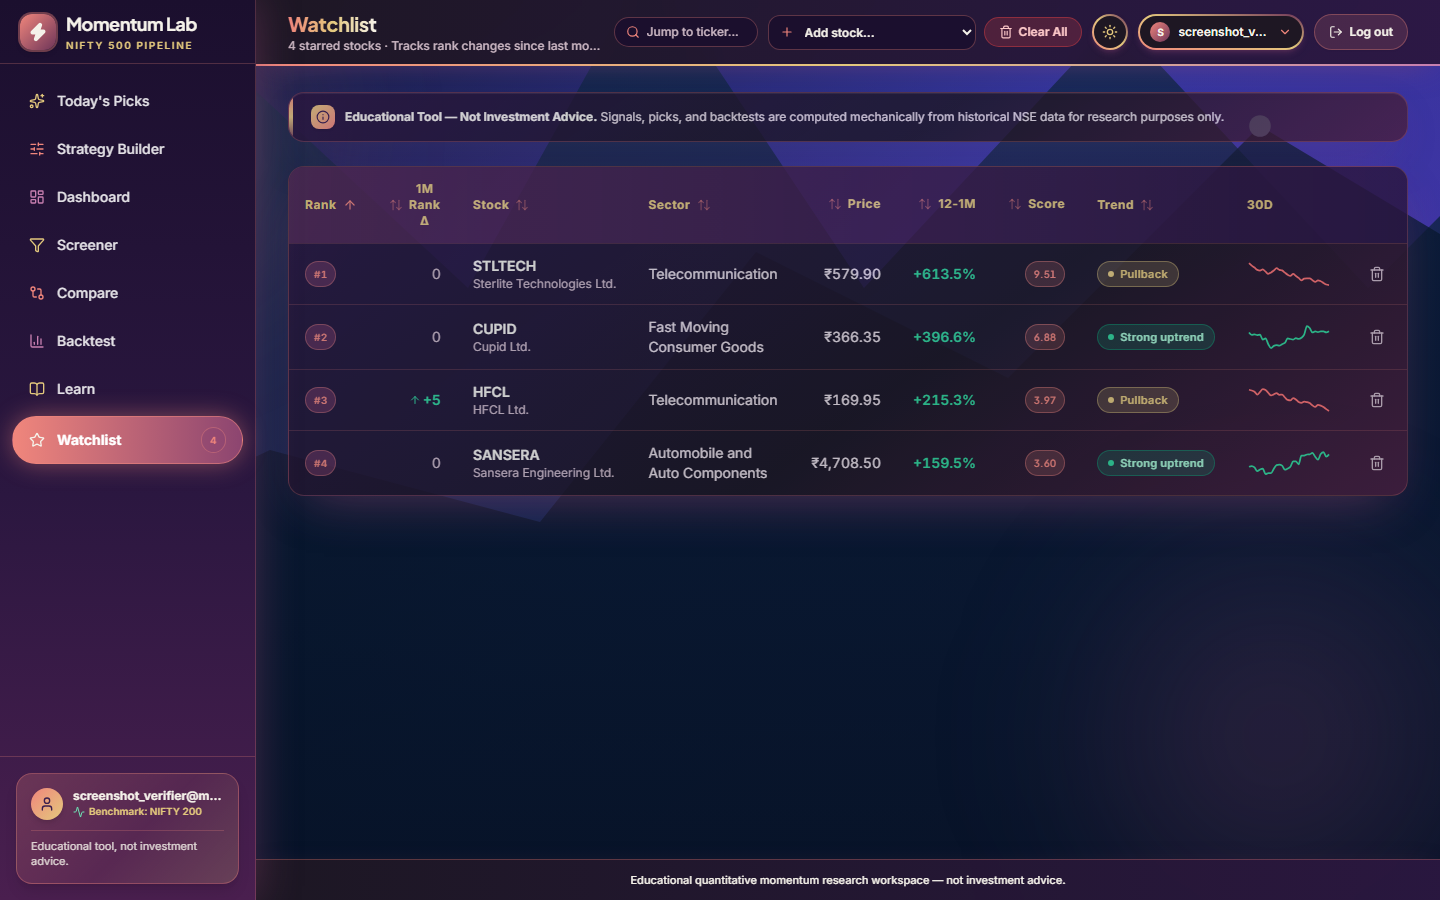 Momentum Lab
NIFTY 500 PIPELINE
Today's Picks
Strategy Builder
Dashboard
Screener
Compare
Backtest
Learn
Watchlist 4
screenshot_verifier@m...
Benchmark: NIFTY 200
Educational tool, not investment
advice.
Watchlist
4 starred stocks · Tracks rank changes since last mo...
Jump to ticker...
Add stock...
Clear All
S screenshot_v...
Log out
Educational Tool — Not Investment Advice. Signals, picks, and backtests are computed mechanically from historical NSE data for research purposes only.
Rank 1M Rank Δ Stock Sector Price 12-1M Score Trend 30D
#1 0 STLTECH Telecommunication ₹579.90 +613.5% 9.51 Pullback
Sterlite Technologies Ltd.
#2 0 CUPID Fast Moving ₹366.35 +396.6% 6.88 Strong uptrend
Cupid Ltd. Consumer Goods
#3 +5 HFCL Telecommunication ₹169.95 +215.3% 3.97 Pullback
HFCL Ltd.
#4 0 SANSERA Automobile and ₹4,708.50 +159.5% 3.60 Strong uptrend
Sansera Engineering Ltd. Auto Components
Educational quantitative momentum research workspace — not investment advice.